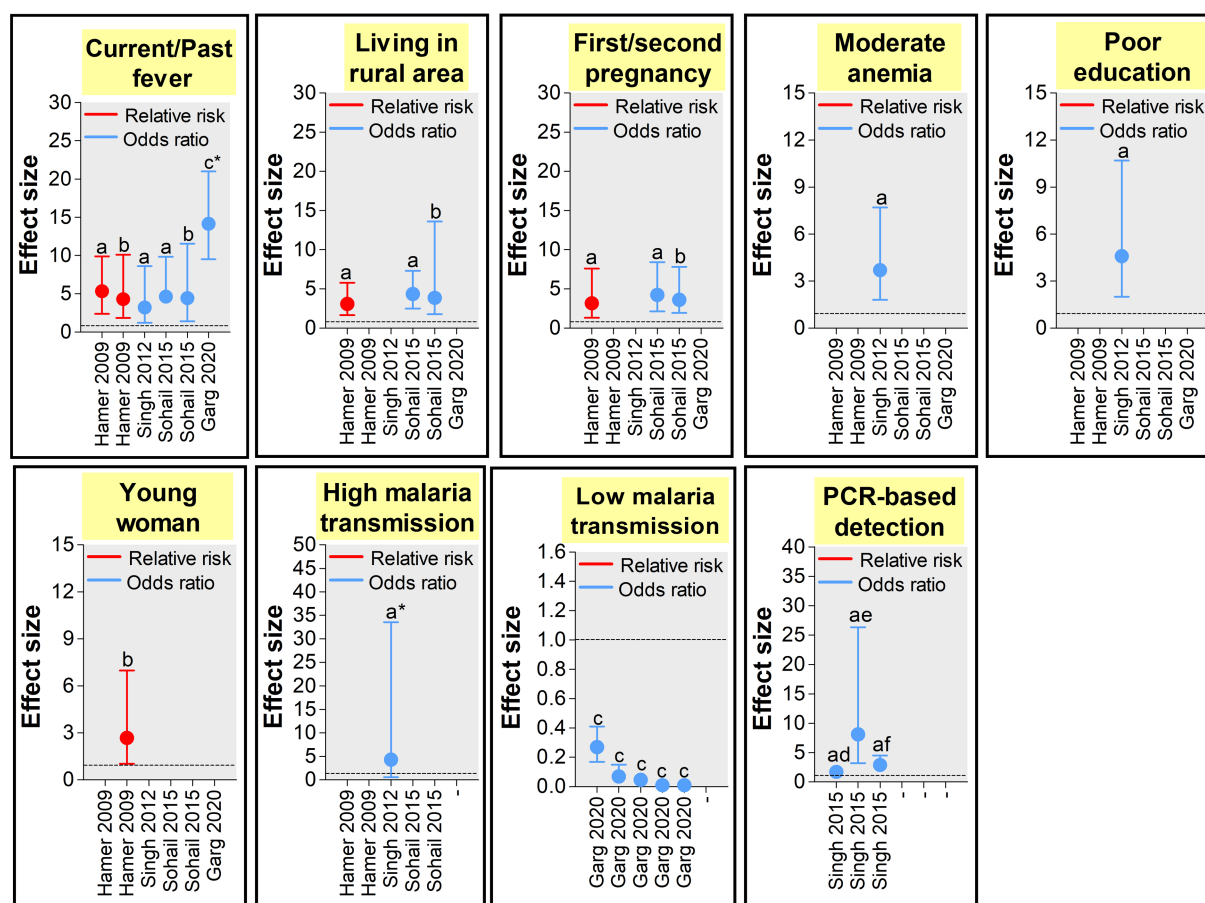 Current/Past
fever
Effect size
30
25
20
15
10
5
0
Relative risk
Odds ratio
a
b
a
a
b
c*
Hamer 2009
Hamer 2009
Singh 2012
Sohail 2015
Sohail 2015
Garg 2020
Living in
rural area
Effect size
30
25
20
15
10
5
0
Relative risk
Odds ratio
a
a
b
Hamer 2009
Hamer 2009
Singh 2012
Sohail 2015
Sohail 2015
Garg 2020
First/second
pregnancy
Effect size
30
25
20
15
10
5
0
Relative risk
Odds ratio
a
a
b
Hamer 2009
Hamer 2009
Singh 2012
Sohail 2015
Sohail 2015
Garg 2020
Moderate
anemia
Effect size
15
12
9
6
3
0
Relative risk
Odds ratio
a
Hamer 2009
Hamer 2009
Singh 2012
Sohail 2015
Sohail 2015
Garg 2020
Poor
education
Effect size
15
12
9
6
3
0
Relative risk
Odds ratio
a
Hamer 2009
Hamer 2009
Singh 2012
Sohail 2015
Sohail 2015
Garg 2020
Young
woman
Effect size
15
12
9
6
3
0
Relative risk
Odds ratio
b
Hamer 2009
Hamer 2009
Singh 2012
Sohail 2015
Sohail 2015
Garg 2020
High malaria
transmission
Effect size
50
45
40
35
30
25
20
15
10
5
0
Relative risk
Odds ratio
a*
Hamer 2009
Hamer 2009
Singh 2012
Sohail 2015
Sohail 2015
-
Low malaria
transmission
Effect size
1.6
1.4
1.2
1.0
0.8
0.6
0.4
0.2
0.0
Relative risk
Odds ratio
c
c
c
c
c
Garg 2020
Garg 2020
Garg 2020
Garg 2020
Garg 2020
-
PCR-based
detection
Effect size
40
35
30
25
20
15
10
5
0
Relative risk
Odds ratio
ad
ae
af
Singh 2015
Singh 2015
Singh 2015
-
-
-